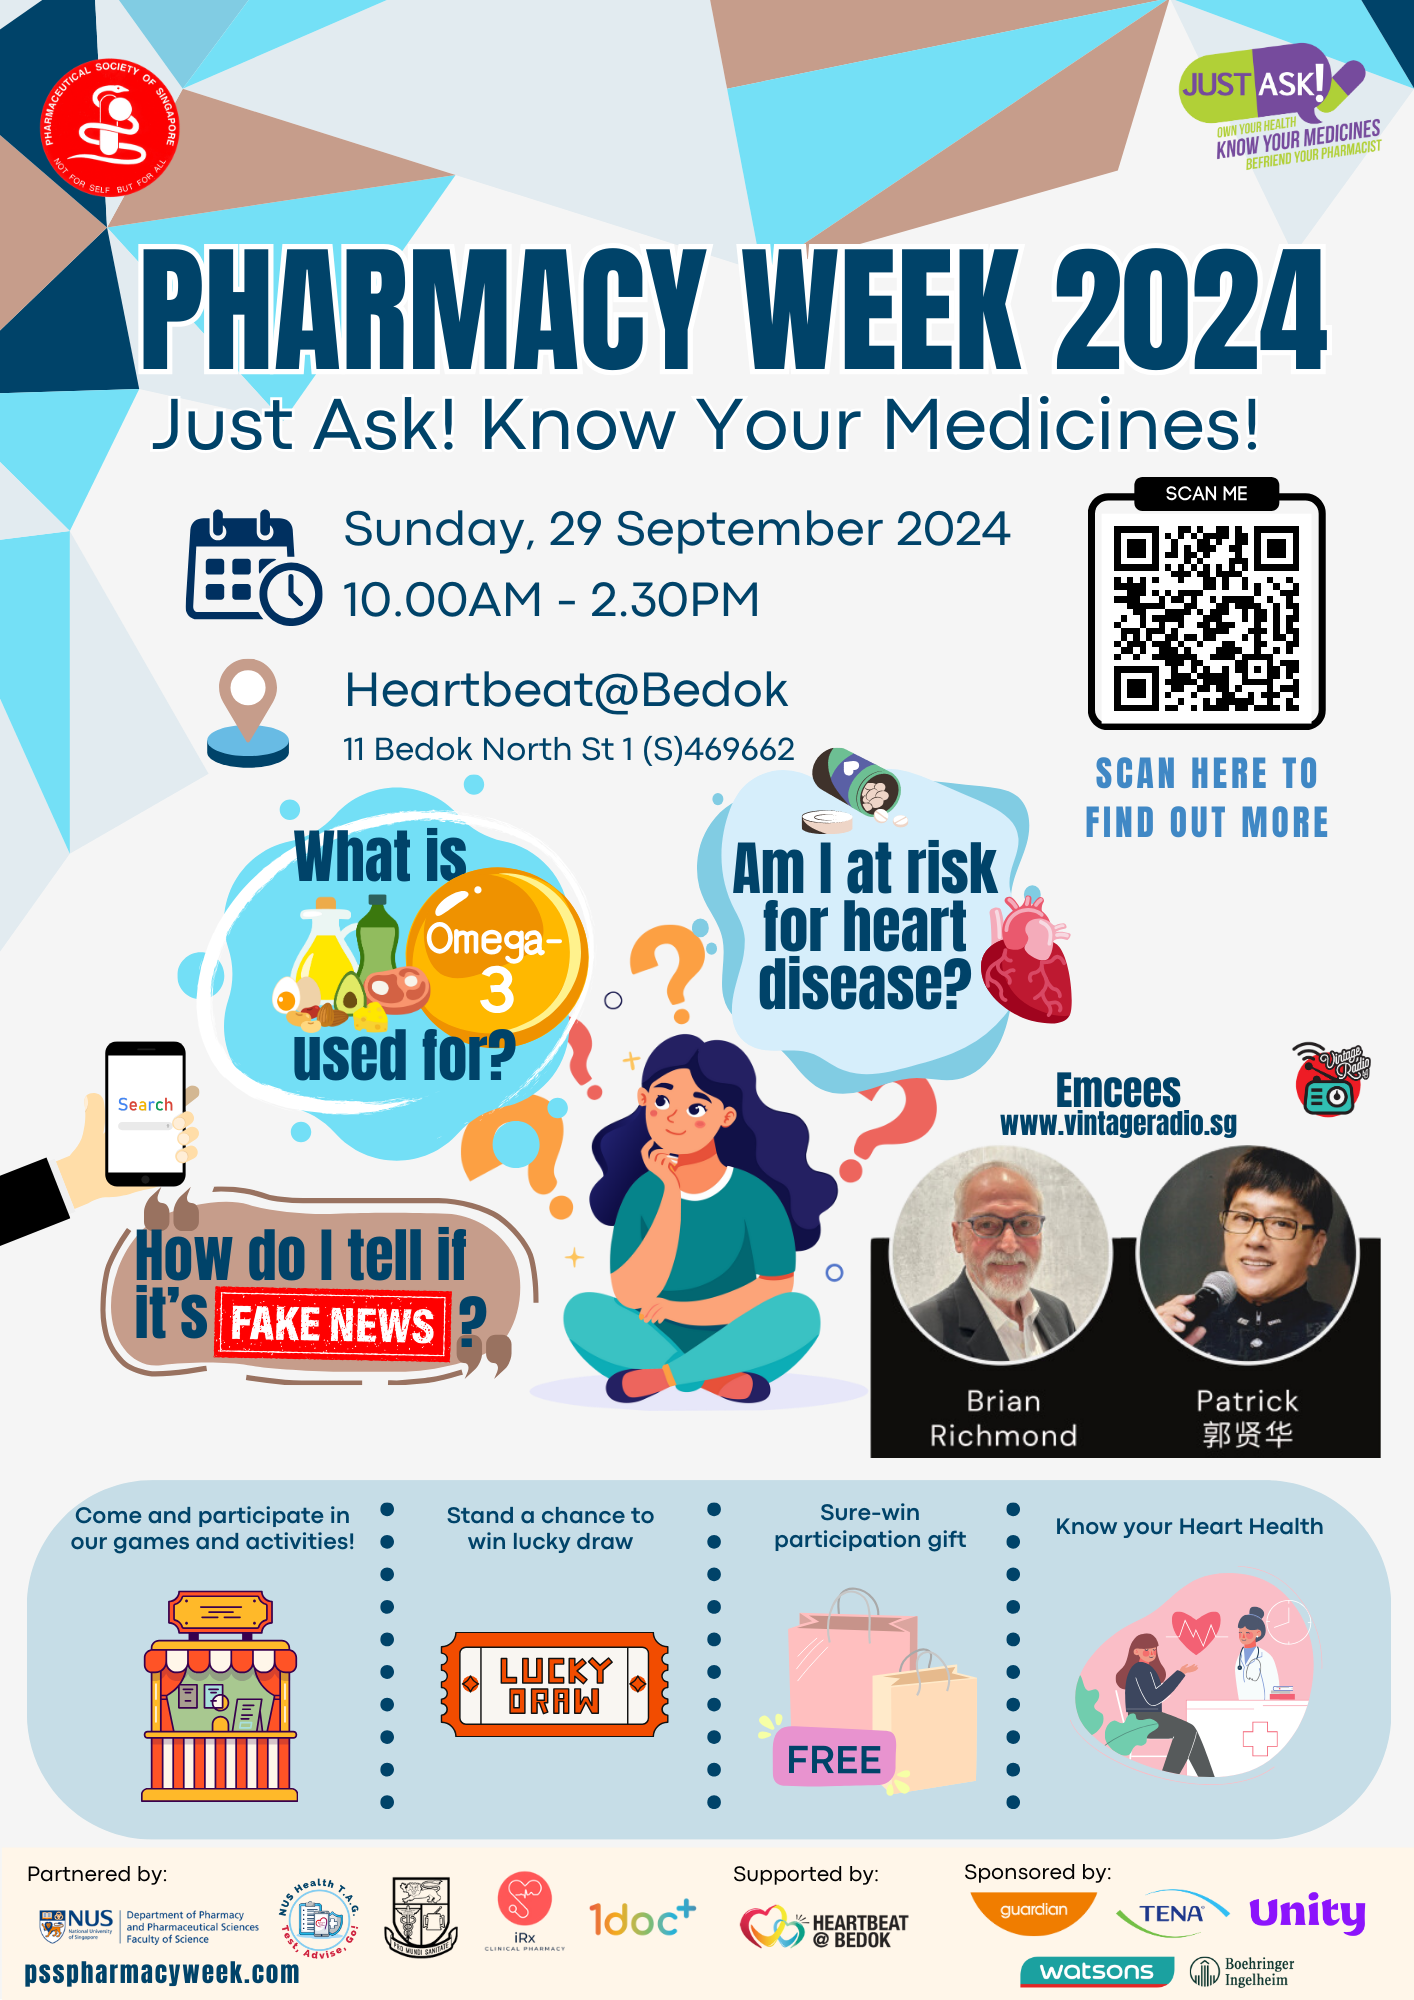 PHARMACEUTICAL SOCIETY OF SINGAPORE
NOT FOR SELF BUT FOR ALL
JUST ASK!
OWN YOUR HEALTH
KNOW YOUR MEDICINES
BEFRIEND YOUR PHARMACIST
PHARMACY WEEK 2024
Just Ask! Know Your Medicines!
Sunday, 29 September 2024
10.00AM - 2.30PM
Heartbeat@Bedok
11 Bedok North St 1 (S)469662
SCAN ME
SCAN HERE TO
FIND OUT MORE
What is
Omega-
3
used for?
Am I at risk
for heart
disease?
Search
How do I tell if
it's FAKE NEWS ?
Emcees
www.vintageradio.sg
Vintage
Radio
Brian
Richmond
Patrick
郭贤华
Come and participate in
our games and activities!
Stand a chance to
win lucky draw
LUCKY
DRAW
Sure-win
participation gift
FREE
Know your Heart Health
Partnered by:
NUS
National University
of Singapore
Department of Pharmacy
and Pharmaceutical Sciences
Faculty of Science
NUS Health T.A.G.
Test, Advise, Go!
PRO MUNDI SANITATE
iRx
CLINICAL PHARMACY
1doc+
psspharmacyweek.com
Supported by:
HEARTBEAT
@ BEDOK
Sponsored by:
guardian
TENA
Unity
watsons
Boehringer
Ingelheim